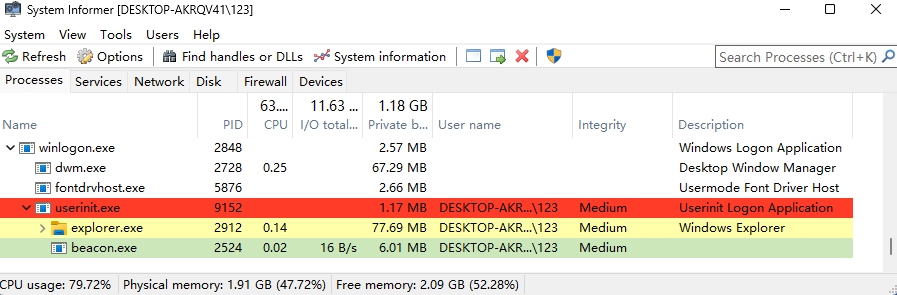 System Informer [DESKTOP-AKRQV41\123]
System View Tools Users Help
Refresh Options Find handles or DLLs System information Search Processes (Ctrl+K)
Processes Services Network Disk Firewall Devices
63.... 11.63 ... 1.18 GB
Name PID CPU I/O total... Private b... User name Integrity Description
winlogon.exe 2848 2.57 MB Windows Logon Application
dwm.exe 2728 0.25 67.29 MB Desktop Window Manager
fontdrvhost.exe 5876 2.66 MB Usermode Font Driver Host
userinit.exe 9152 1.17 MB DESKTOP-AKR...\123 Medium Userinit Logon Application
explorer.exe 2912 0.14 77.69 MB DESKTOP-AKR...\123 Medium Windows Explorer
beacon.exe 2524 0.02 16 B/s 6.01 MB DESKTOP-AKR...\123 Medium
CPU usage: 79.72% Physical memory: 1.91 GB (47.72%) Free memory: 2.09 GB (52.28%)